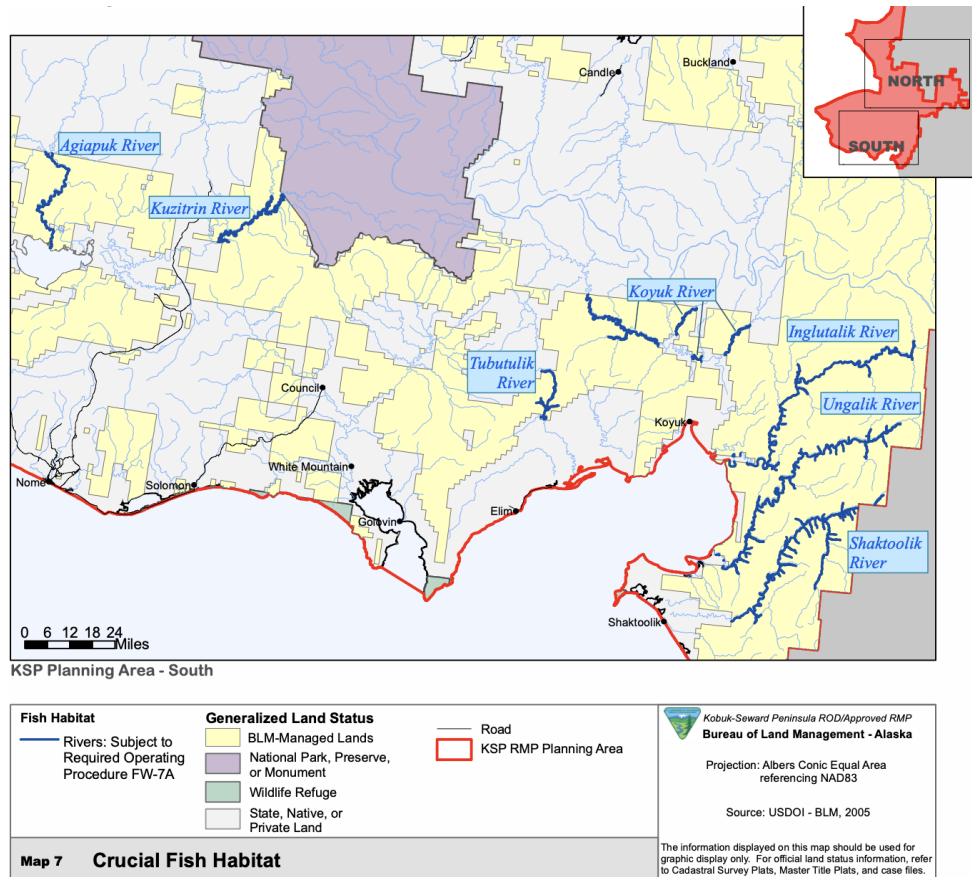 Candle
Buckland
NORTH
SOUTH
Agiapuk River
Kuzitrin River
Koyuk River
Inglutalik River
Tubutulik
River
Council
Ungalik River
Koyuk
White Mountain
Nome
Solomon
Golovin
Elim
Shaktoolik
River
Shaktoolik
0 6 12 18 24
Miles
KSP Planning Area - South
Fish Habitat
Rivers: Subject to
Required Operating
Procedure FW-7A
Generalized Land Status
BLM-Managed Lands
National Park, Preserve,
or Monument
Wildlife Refuge
State, Native, or
Private Land
Road
KSP RMP Planning Area
Kobuk-Seward Peninsula ROD/Approved RMP
Bureau of Land Management - Alaska
Projection: Albers Conic Equal Area
referencing NAD83
Source: USDOI - BLM, 2005
The information displayed on this map should be used for
graphic display only. For official land status information, refer
to Cadastral Survey Plats, Master Title Plats, and case files.
Map 7 Crucial Fish Habitat